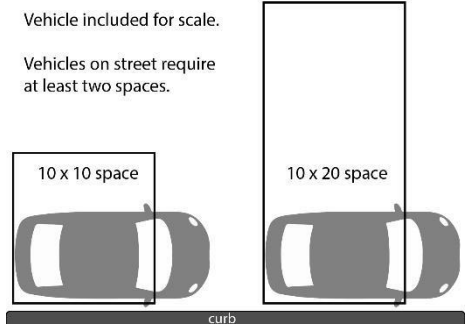 Vehicle included for scale.
Vehicles on street require
at least two spaces.
10 x 10 space
10 x 20 space
curb